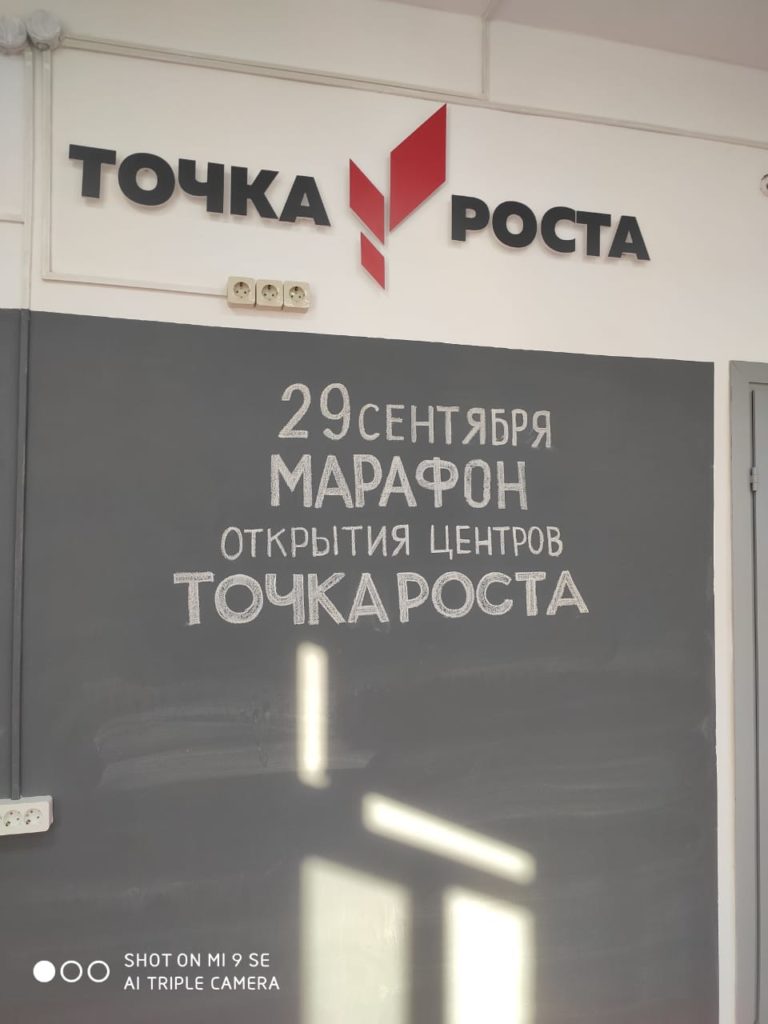 ТОЧКА РОСТА
29 СЕНТЯБРЯ
МАРАФОН
ОТКРЫТИЯ ЦЕНТРОВ
ТОЧКА РОСТА
SHOT ON MI 9 SE
AI TRIPLE CAMERA